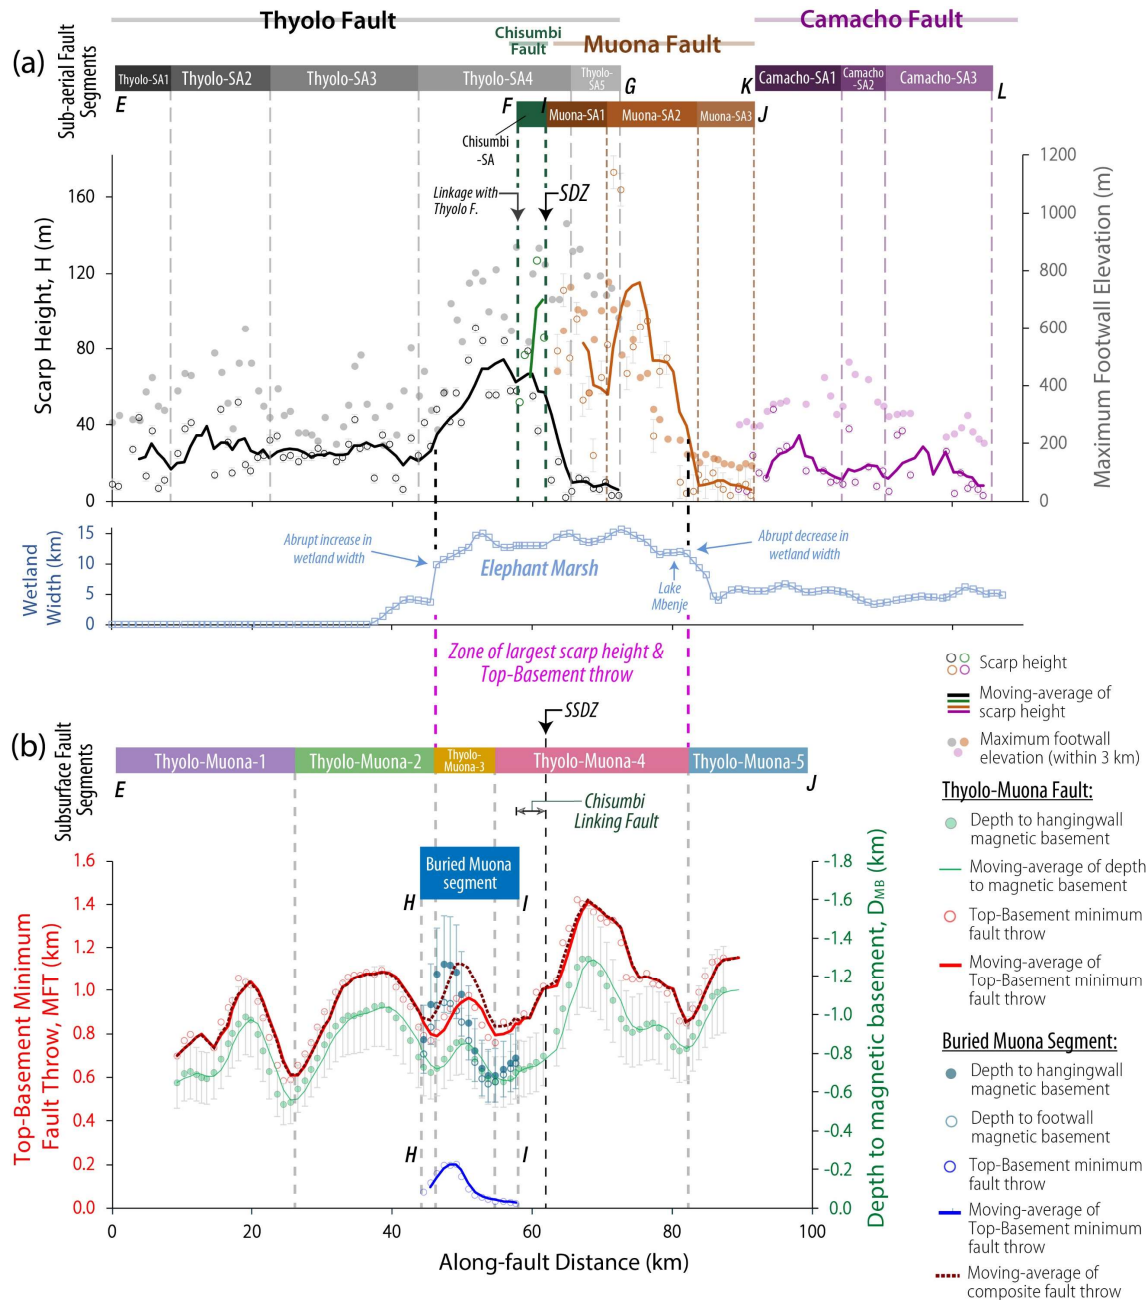 Thyolo Fault
Camacho Fault
Chisumbi
Fault
Muona Fault
(a)
Sub-aerial Fault
Segments
Thyolo-SA1
Thyolo-SA2
Thyolo-SA3
Thyolo-SA4
Thyolo-
SA5
Camacho-SA1
Camacho
-SA2
Camacho-SA3
E
F
I
G
K
L
Muona-SA1
Muona-SA2
Muona-SA3
J
Chisumbi
-SA
Linkage with
Thyolo F.
SDZ
Scarp Height, H (m)
160
120
80
40
0
Maximum Footwall Elevation (m)
1200
1000
800
600
400
200
0
Wetland
Width (km)
15
10
5
0
Abrupt increase in
wetland width
Elephant Marsh
Lake
Mbenje
Abrupt decrease in
wetland width
Zone of largest scarp height &
Top-Basement throw
SSDZ
(b)
Subsurface Fault
Segments
Thyolo-Muona-1
Thyolo-Muona-2
Thyolo-
Muona-3
Thyolo-Muona-4
Thyolo-Muona-5
E
J
Chisumbi
Linking Fault
Buried Muona
segment
H
I
H
I
Top-Basement Minimum
Fault Throw, MFT (km)
1.6
1.4
1.2
1.0
0.8
0.6
0.4
0.2
0.0
Depth to magnetic basement, DMB (km)
-1.8
-1.6
-1.4
-1.2
-1.0
-0.8
-0.6
-0.4
-0.2
0.0
0
20
40
60
80
100
Along-fault Distance (km)
Scarp height
Moving-average of
scarp height
Maximum footwall
elevation (within 3 km)
Thyolo-Muona Fault:
Depth to hangingwall
magnetic basement
Moving-average of depth
to magnetic basement
Top-Basement minimum
fault throw
Moving-average of
Top-Basement minimum
fault throw
Buried Muona Segment:
Depth to hangingwall
magnetic basement
Depth to footwall
magnetic basement
Top-Basement minimum
fault throw
Moving-average of
Top-Basement minimum
fault throw
Moving-average of
composite fault throw